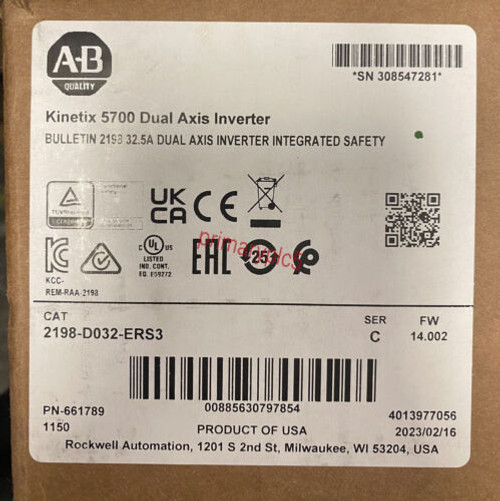 A-B
QUALITY
*SN 308547281*
Kinetix 5700 Dual Axis Inverter
BULLETIN 2198 32.5A DUAL AXIS INVERTER INTEGRATED SAFETY
UK
CA CE
KCC-
REM-RAA-2198
c UL us
LISTED
IND. CONT.
EQ. E59272
EAC
25
primaryplc5
CAT
2198-D032-ERS3
SER
C
FW
14.002
PN-661789
1150
00885630797854
4013977056
2023/02/16
PRODUCT OF USA
Rockwell Automation, 1201 S 2nd St, Milwaukee, WI 53204, USA